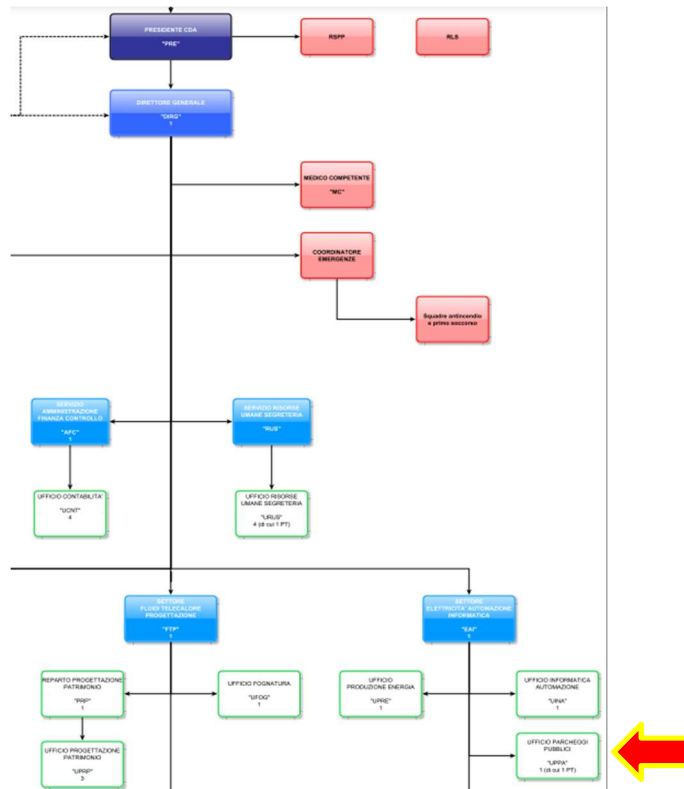 PRESIDENTE CDA
"PRE"
RSPP
RLS
DIRETTORE GENERALE
"DIRG"
1
MEDICO COMPETENTE
"MC"
COORDINATORE
EMERGENZE
Squadre antincendio
e primo soccorso
SERVIZIO
AMMINISTRAZIONE
FINANZA CONTROLLO
"AFC"
1
SERVIZIO RISORSE
UMANE SEGRETERIA
"RUS"
UFFICIO CONTABILITA'
"UCNT"
4
UFFICIO RISORSE
UMANE SEGRETERIA
"URUS"
4 (di cui 1 PT)
SETTORE
FLUIDI TELECALORE
PROGETTAZIONE
"FTP"
1
SETTORE
ELETTRICITA' AUTOMAZIONE
INFORMATICA
"EAI"
1
REPARTO PROGETTAZIONE
PATRIMONIO
"PRP"
1
UFFICIO FOGNATURA
"UFOG"
1
UFFICIO
PRODUZIONE ENERGIA
"UPRE"
1
UFFICIO INFORMATICA
AUTOMAZIONE
"UINA"
1
UFFICIO PROGETTAZIONE
PATRIMONIO
"UPRP"
3
UFFICIO PARCHEGGI
PUBBLICI
"UPPA"
1 (di cui 1 PT)